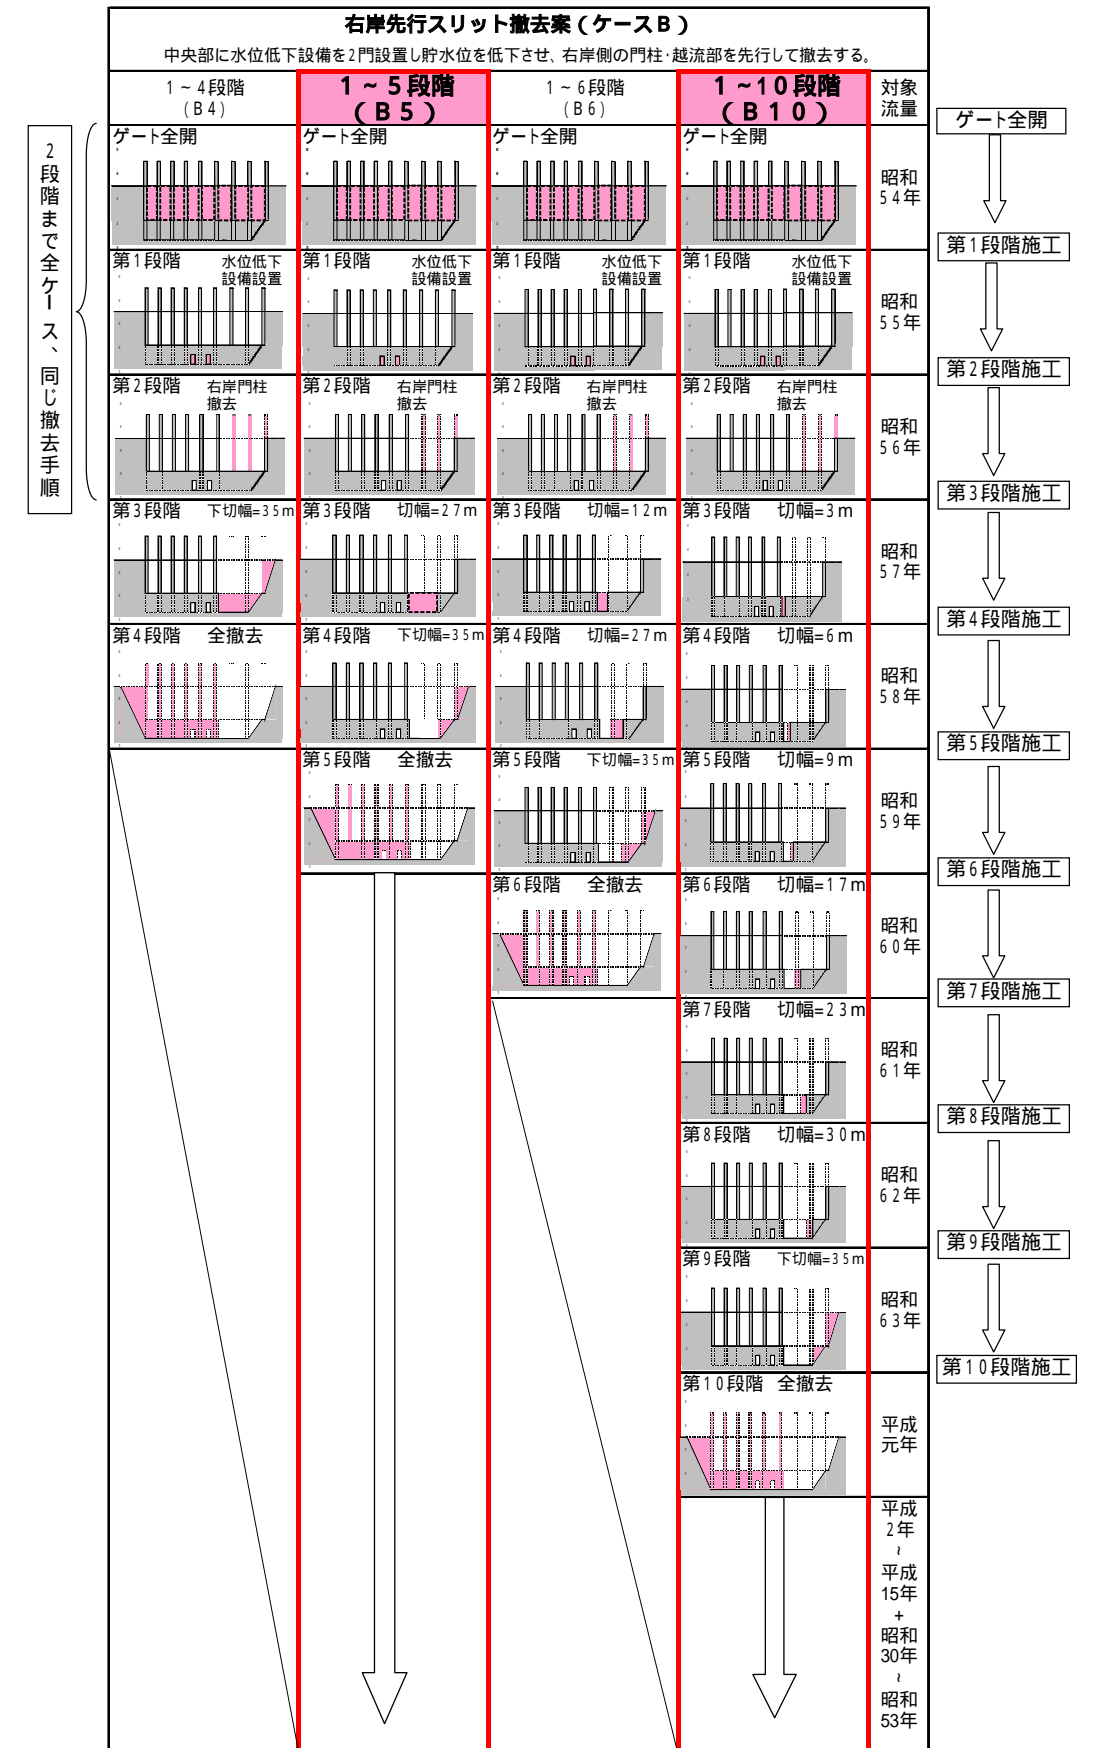 右岸先行スリット撤去案（ケースB）
中央部に水位低下設備を2門設置し貯水位を低下させ、右岸側の門柱・越流部を先行して撤去する。
1～4段階
(B4)
1～5段階
(B5)
1～6段階
(B6)
1～10段階
(B10)
対象
流量
2段階まで全ケース、同じ撤去手順
ゲート全開
ゲート全開
ゲート全開
ゲート全開
昭和
54年
第1段階 水位低下
設備設置
第1段階 水位低下
設備設置
第1段階 水位低下
設備設置
第1段階 水位低下
設備設置
昭和
55年
第2段階 右岸門柱
撤去
第2段階 右岸門柱
撤去
第2段階 右岸門柱
撤去
第2段階 右岸門柱
撤去
昭和
56年
第3段階 下切幅=35m
第3段階 切幅=27m
第3段階 切幅=12m
第3段階 切幅=3m
昭和
57年
第4段階 全撤去
第4段階 下切幅=35m
第4段階 切幅=27m
第4段階 切幅=6m
昭和
58年
第5段階 全撤去
第5段階 下切幅=35m
第5段階 切幅=9m
昭和
59年
第6段階 全撤去
第6段階 切幅=17m
昭和
60年
第7段階 切幅=23m
昭和
61年
第8段階 切幅=30m
昭和
62年
第9段階 下切幅=35m
昭和
63年
第10段階 全撤去
平成
元年
平成
2年
～
平成
15年
+
昭和
30年
～
昭和
53年
ゲート全開
第1段階施工
第2段階施工
第3段階施工
第4段階施工
第5段階施工
第6段階施工
第7段階施工
第8段階施工
第9段階施工
第10段階施工